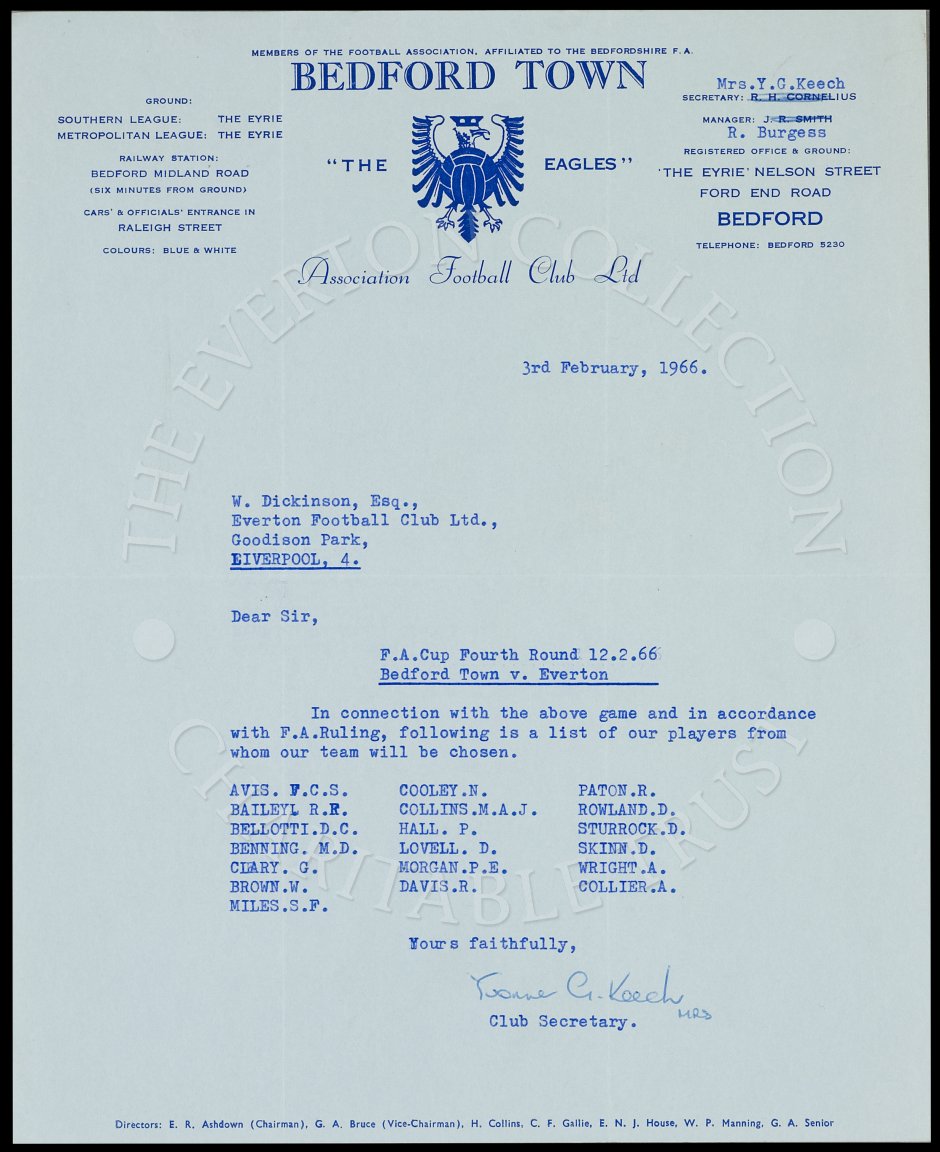 MEMBERS OF THE FOOTBALL ASSOCIATION, AFFILIATED TO THE BEDFORDSHIRE F.A.
BEDFORD TOWN
"THE EAGLES"
Association Football Club Ltd
GROUND:
SOUTHERN LEAGUE: THE EYRIE
METROPOLITAN LEAGUE: THE EYRIE
RAILWAY STATION:
BEDFORD MIDLAND ROAD
(SIX MINUTES FROM GROUND)
CARS' & OFFICIALS' ENTRANCE IN
RALEIGH STREET
COLOURS: BLUE & WHITE
Mrs.Y.G.Keech
SECRETARY: R. H. CORNELIUS
MANAGER: J. R. SMITH
R. Burgess
REGISTERED OFFICE & GROUND:
'THE EYRIE' NELSON STREET
FORD END ROAD
BEDFORD
TELEPHONE: BEDFORD 5230
3rd February, 1966.
W. Dickinson, Esq.,
Everton Football Club Ltd.,
Goodison Park,
LIVERPOOL, 4.
Dear Sir,
F.A.Cup Fourth Round 12.2.66
Bedford Town v. Everton
In connection with the above game and in accordance
with F.A.Ruling, following is a list of our players from
whom our team will be chosen.
AVIS. F.C.S. COOLEY.N. PATON.R.
BAILEY. R.R. COLLINS.M.A.J. ROWLAND.D.
BELLOTTI.D.C. HALL. P. STURROCK.D.
BENNING. M.D. LOVELL. D. SKINN.D.
CLARY. G. MORGAN.P.E. WRIGHT.A.
BROWN.W. DAVIS.R. COLLIER.A.
MILES.S.F.
Yours faithfully,
Yvonne G. Keech
MRS
Club Secretary.
Directors: E. R. Ashdown (Chairman), G. A. Bruce (Vice-Chairman), H. Collins, C. F. Gallie, E. N. J. House, W. P. Manning, G. A. Senior
THE EVERTON COLLECTION
CHARITABLE TRUST